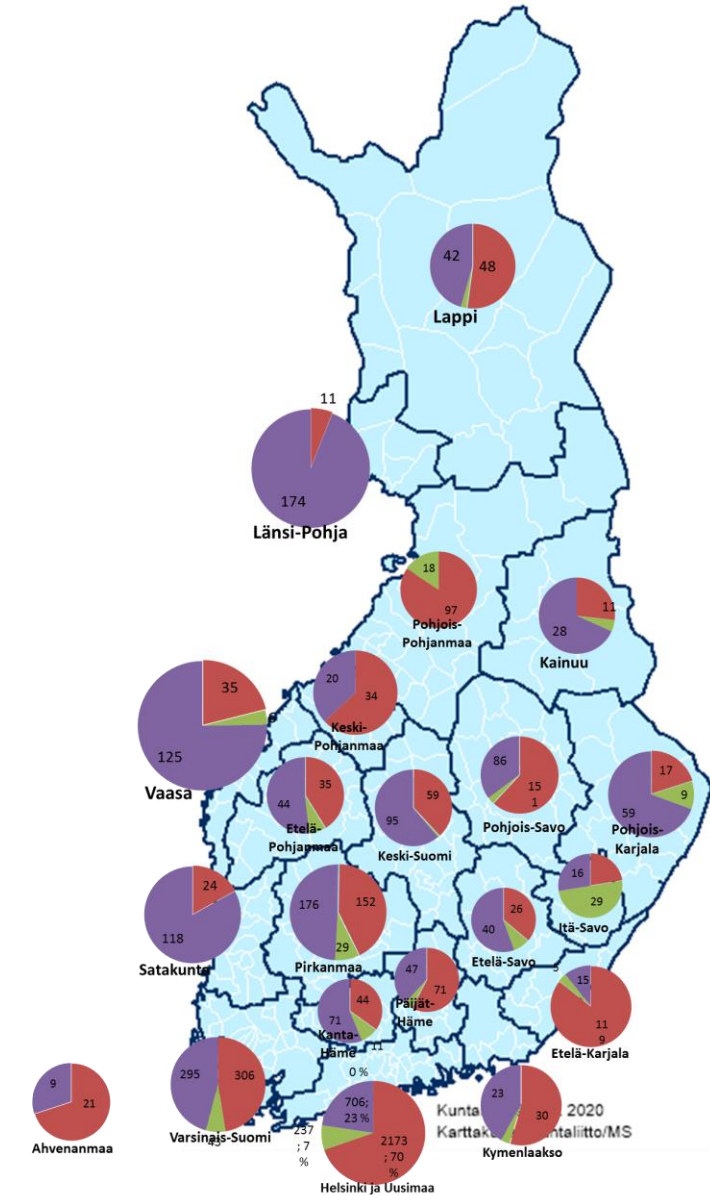 42
48
Lappi
11
174
Länsi-Pohja
18
97
Pohjois-
Pohjanmaa
11
28
Kainuu
20
34
Keski-
Pohjanmaa
35
125
Vaasa
35
44
Etelä-
Pohjanmaa
59
95
Keski-Suomi
86
15
1
Pohjois-Savo
17
9
59
Pohjois-
Karjala
24
118
Satakunta
176
152
29
Pirkanmaa
26
40
Etelä-Savo
16
29
Itä-Savo
47
71
Päijät-
Häme
44
71
11
Kanta-
Häme
15
11
9
Etelä-Karjala
9
21
Ahvenanmaa
295
306
Varsinais-Suomi
0 %
706;
23 %
237
; 7
%
2173
; 70
%
Helsinki ja Uusimaa
23
30
Kymenlaakso
2020